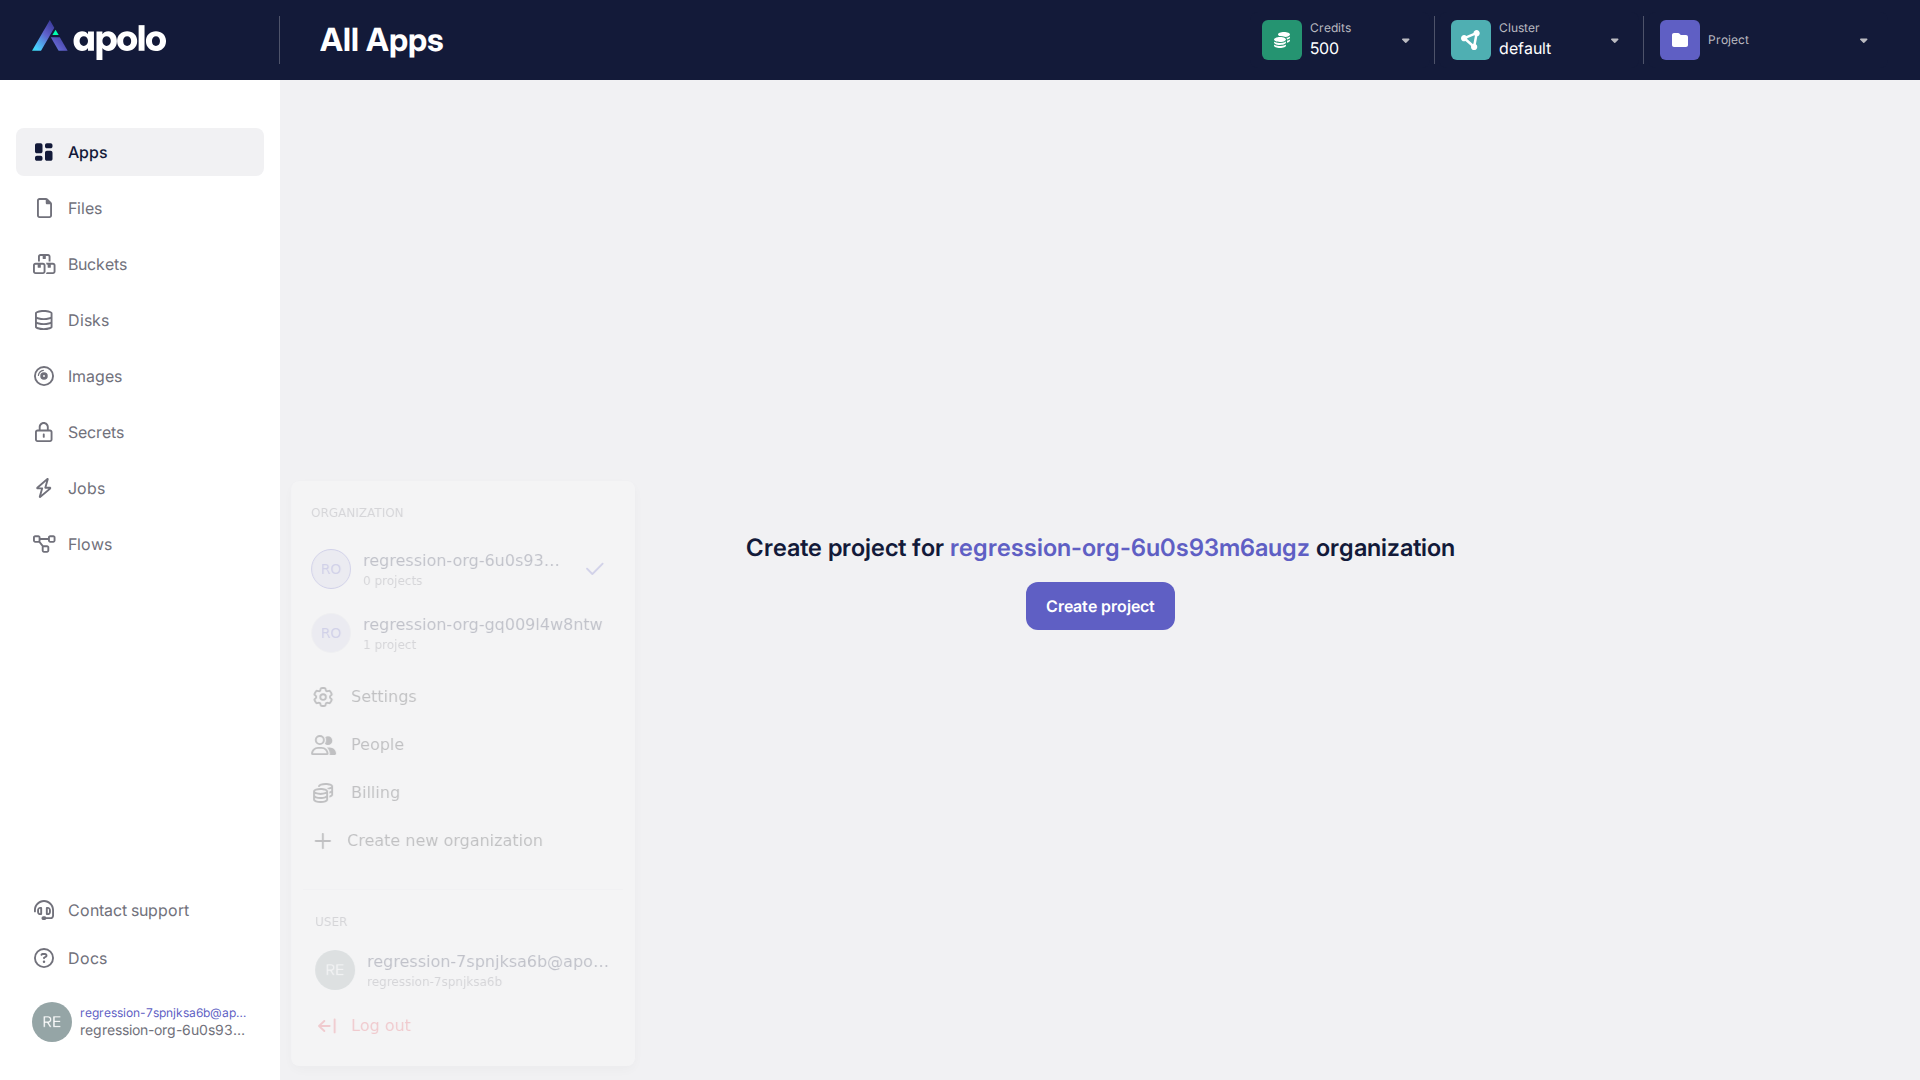 apolo
All Apps
Credits
500
Cluster
default
Project
Apps
Files
Buckets
Disks
Images
Secrets
Jobs
Flows
Contact support
Docs
RE
regression-7spnjksa6b@ap...
regression-org-6u0s93...
ORGANIZATION
RO
regression-org-6u0s93...
0 projects
RO
regression-org-gq009l4w8ntw
1 project
Settings
People
Billing
Create new organization
USER
RE
regression-7spnjksa6b@apo...
regression-7spnjksa6b
Log out
Create project for regression-org-6u0s93m6augz organization
Create project